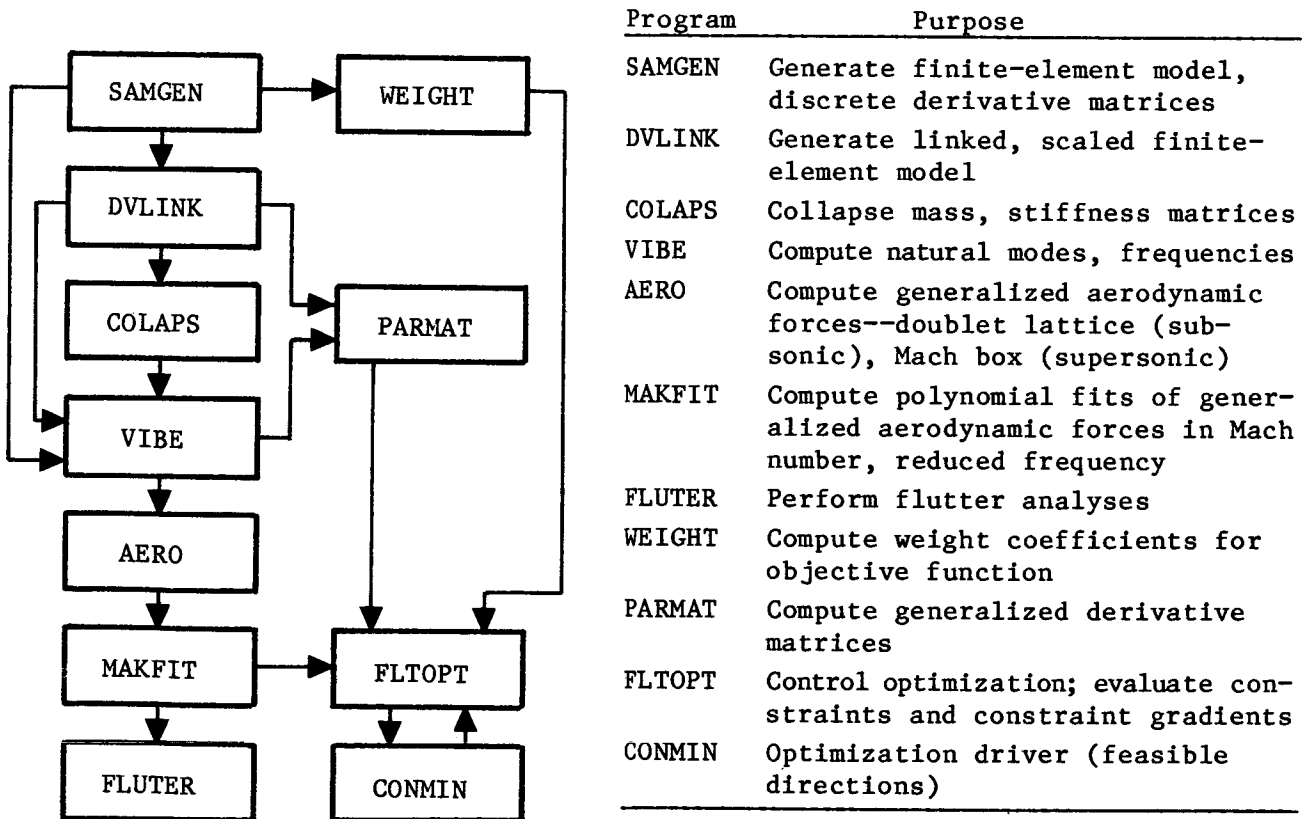 SAMGEN
WEIGHT
DVLINK
COLAPS
PARMAT
VIBE
AERO
MAKFIT
FLTOPT
FLUTER
CONMIN
Program Purpose
SAMGEN Generate finite-element model,
discrete derivative matrices
DVLINK Generate linked, scaled finite-
element model
COLAPS Collapse mass, stiffness matrices
VIBE Compute natural modes, frequencies
AERO Compute generalized aerodynamic
forces--doublet lattice (sub-
sonic), Mach box (supersonic)
MAKFIT Compute polynomial fits of gener-
alized aerodynamic forces in Mach
number, reduced frequency
FLUTER Perform flutter analyses
WEIGHT Compute weight coefficients for
objective function
PARMAT Compute generalized derivative
matrices
FLTOPT Control optimization; evaluate con-
straints and constraint gradients
CONMIN Optimization driver (feasible
directions)